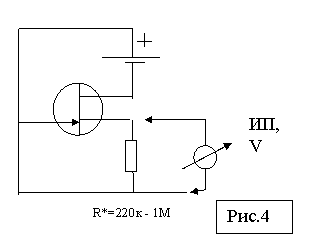 +
ИП,
V
R*=220к - 1М
Рис.4